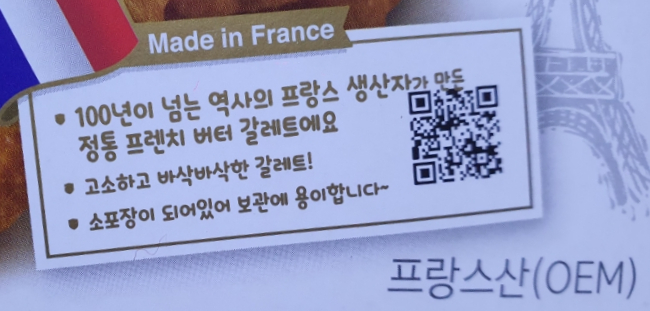 Made in France
100년이 넘는 역사의 프랑스 생산자가 만든
정통 프렌치 버터 갈레트에요
고소하고 바삭바삭한 갈레트!
소포장이 되어있어 보관에 용이합니다~
프랑스산(OEM)